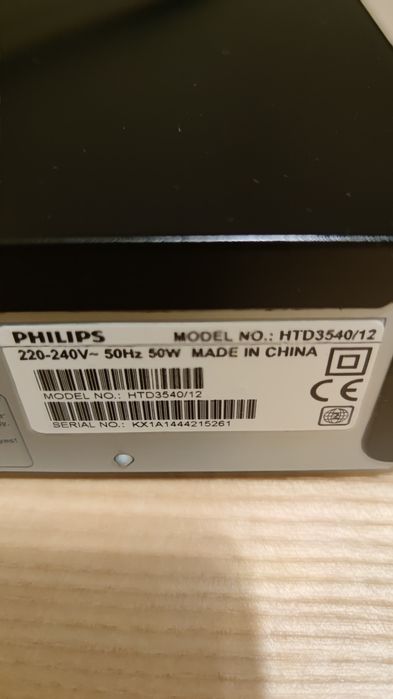 PHILIPS MODEL NO.: HTD3540/12
220-240V~ 50Hz 50W MADE IN CHINA
MODEL NO.: HTD3540/12
CE
SERIAL NO.: KX1A1444215261